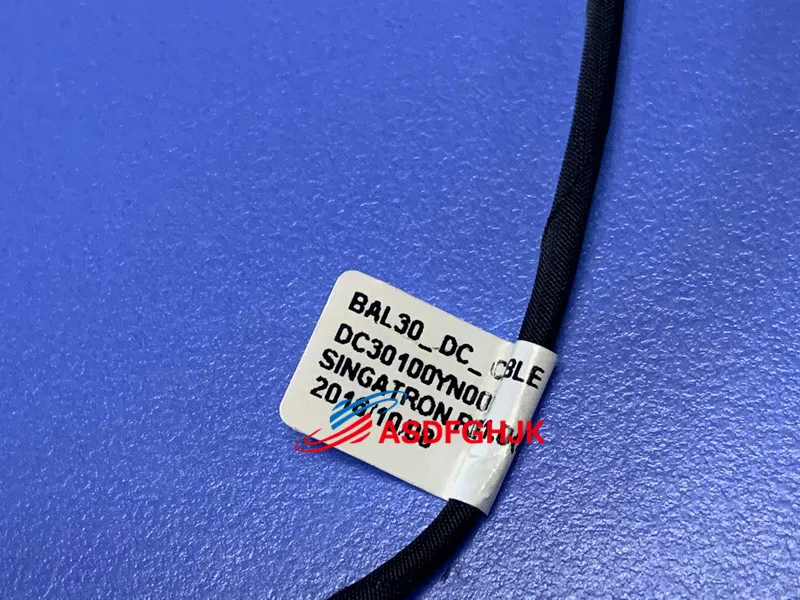 BAL30_DC_ CBLE
DC30100YN00
SINGATRON
ASDFGHJK